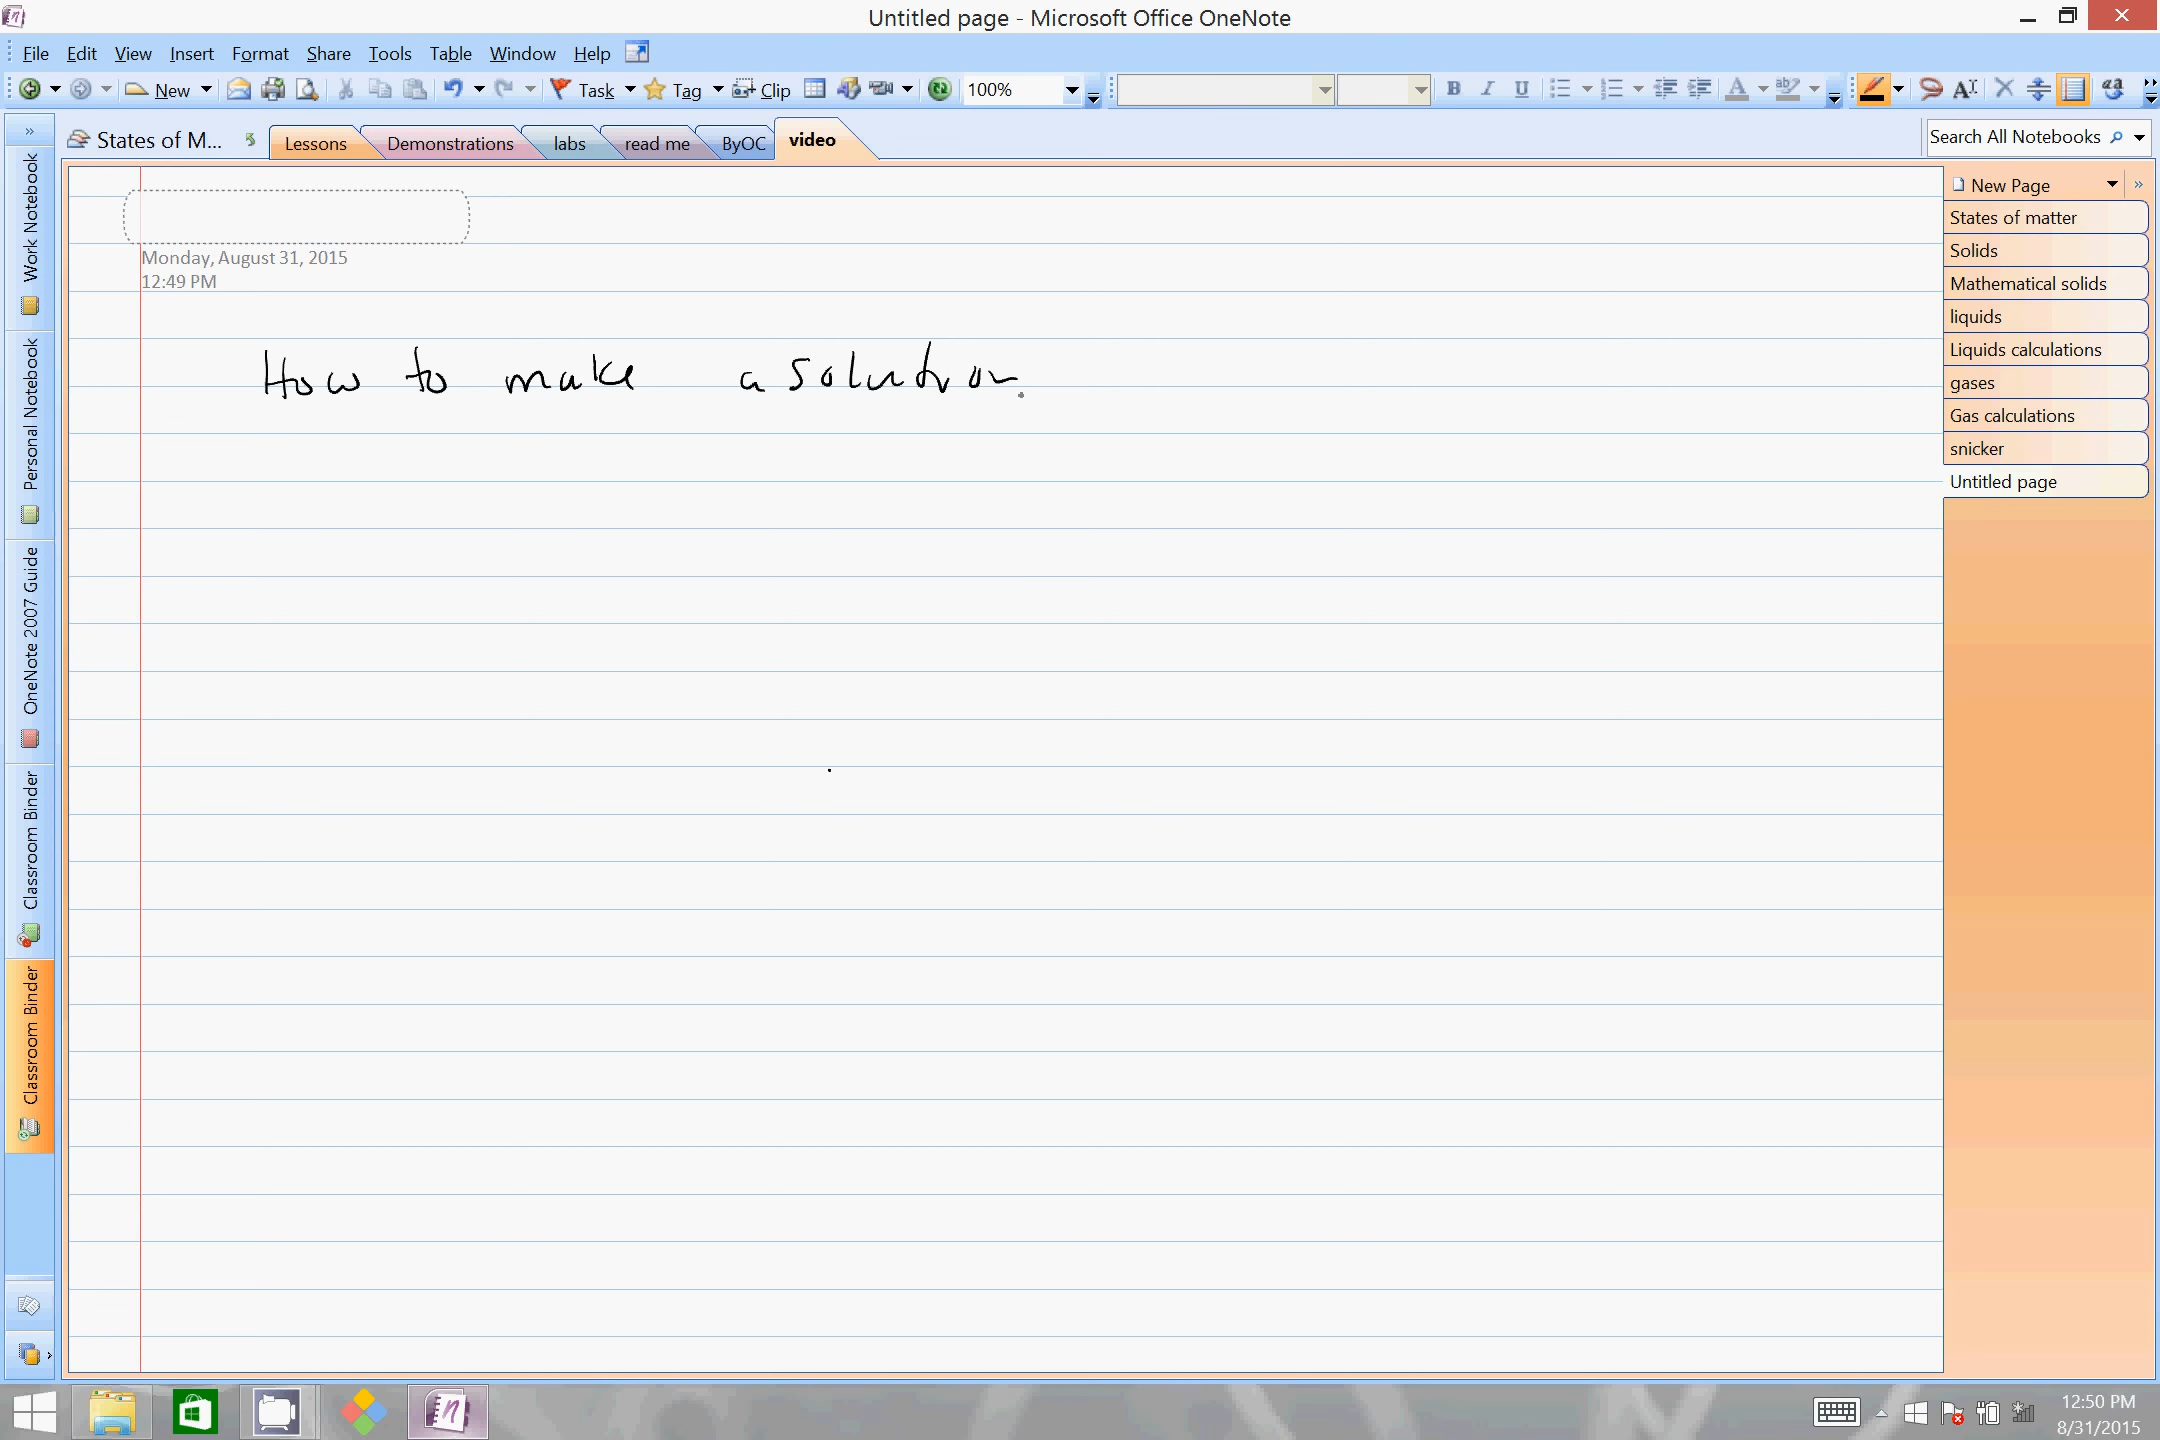 Untitled page - Microsoft Office OneNote
File Edit View Insert Format Share Tools Table Window Help
New Task Tag Clip 100% B I U A
States of M... Lessons Demonstrations labs read me ByOC video Search All Notebooks
Work Notebook
Personal Notebook
OneNote 2007 Guide
Classroom Binder
Classroom Binder
Monday, August 31, 2015
12:49 PM
How to make a solution
New Page
States of matter
Solids
Mathematical solids
liquids
Liquids calculations
gases
Gas calculations
snicker
Untitled page
12:50 PM
8/31/2015